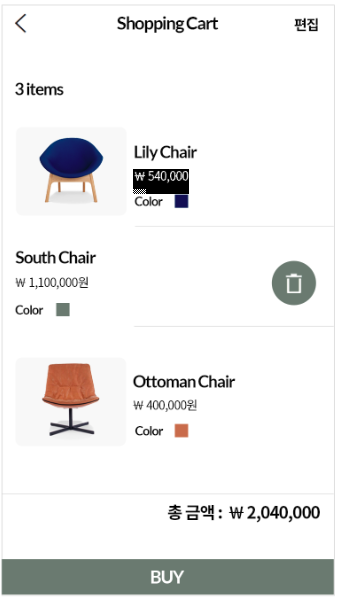 Shopping Cart
편집
3 items
Lily Chair
₩ 540,000
Color
South Chair
₩ 1,100,000원
Color
Ottoman Chair
₩ 400,000원
Color
총 금액 : ₩ 2,040,000
BUY